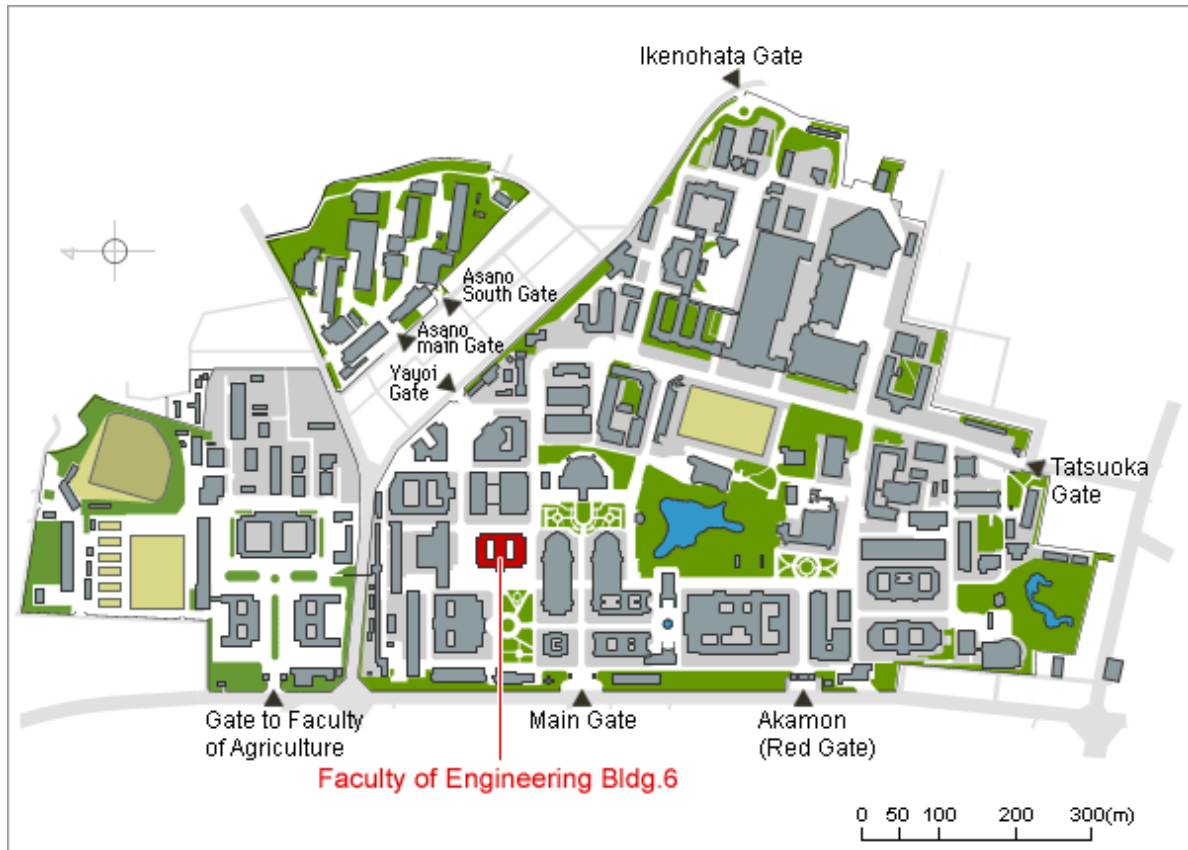 Ikenohata Gate
Asano
South Gate
Asano
main Gate
Yayoi
Gate
Tatsuoka
Gate
Gate to Faculty
of Agriculture
Main Gate
Akamon
(Red Gate)
Faculty of Engineering Bldg.6
0 50 100 200 300(m)